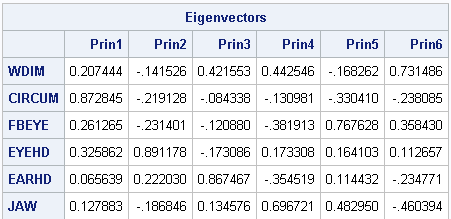 Eigenvectors
Prin1 Prin2 Prin3 Prin4 Prin5 Prin6
WDIM 0.207444 -.141526 0.421553 0.442546 -.168262 0.731486
CIRCUM 0.872845 -.219128 -.084338 -.130981 -.330410 -.238085
FBEYE 0.261265 -.231401 -.120880 -.381913 0.767628 0.358430
EYEHD 0.325862 0.891178 -.173086 0.173308 0.164103 0.112657
EARHD 0.065639 0.222030 0.867467 -.354519 0.114432 -.234771
JAW 0.127883 -.186846 0.134576 0.696721 0.482950 -.460394